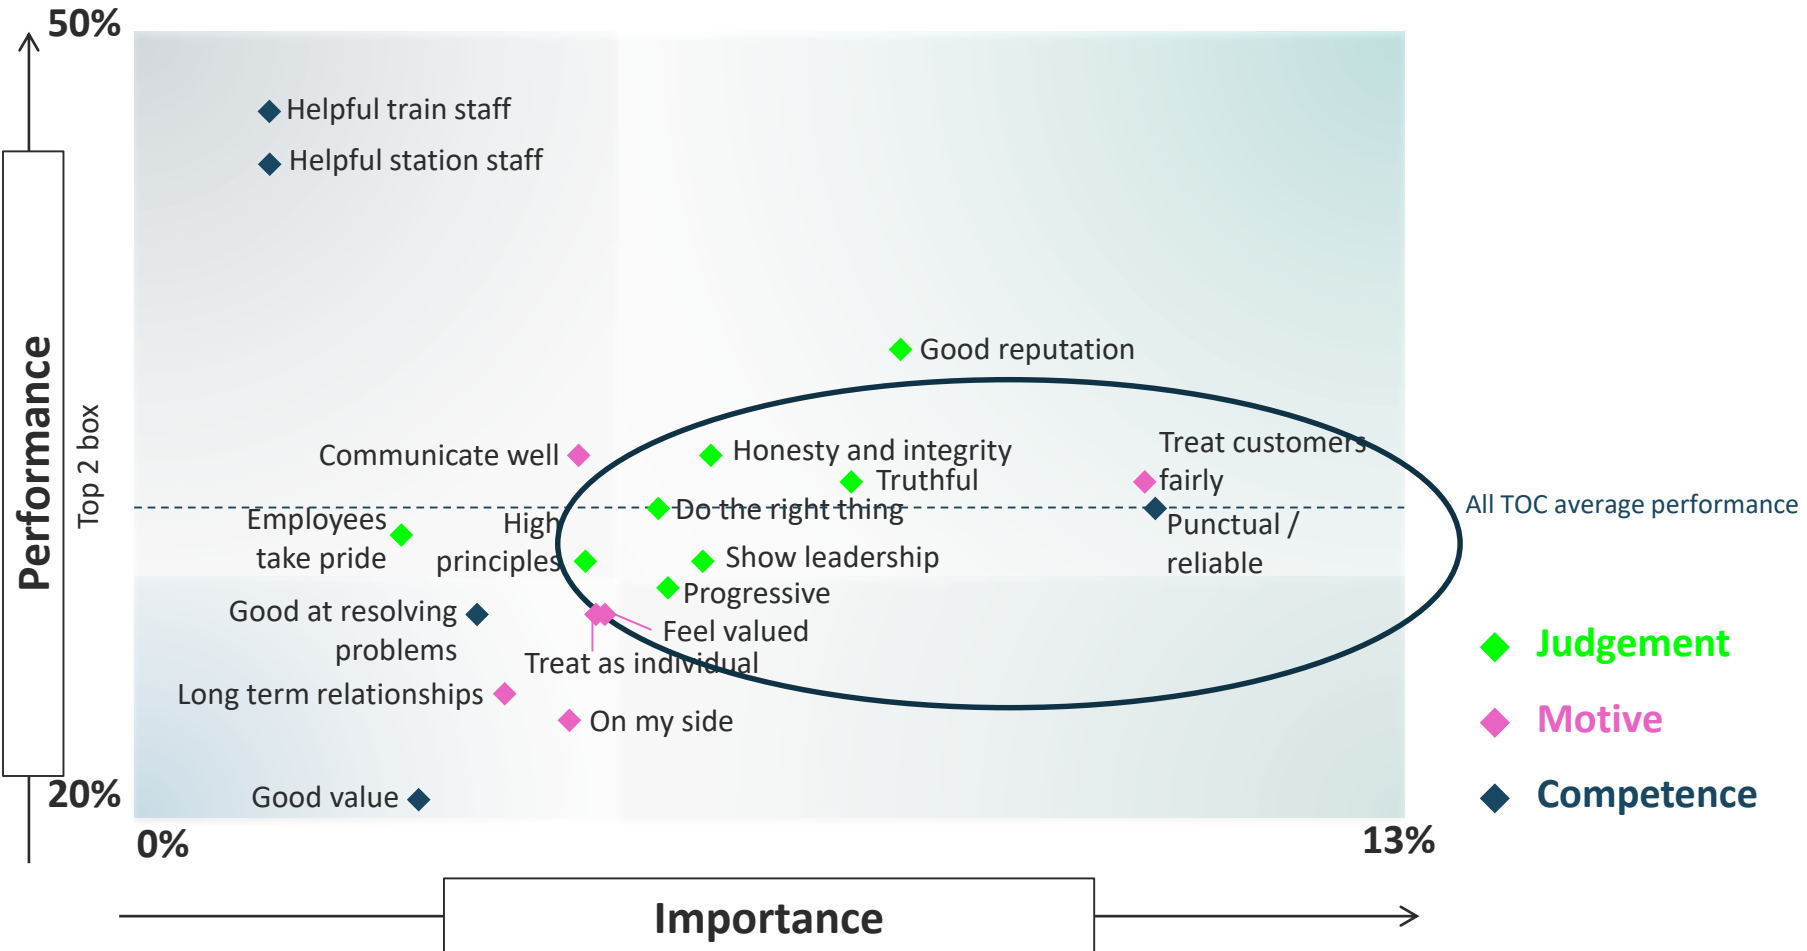 50%
Helpful train staff
Helpful station staff
Good reputation
Communicate well
Honesty and integrity
Treat customers
fairly
Truthful
Do the right thing
All TOC average performance
Employees
take pride
High
principles
Punctual /
reliable
Show leadership
Progressive
Good at resolving
problems
Feel valued
Treat as individual
Long term relationships
On my side
Good value
Performance
Top 2 box
20%
0%
13%
Importance
Judgement
Motive
Competence